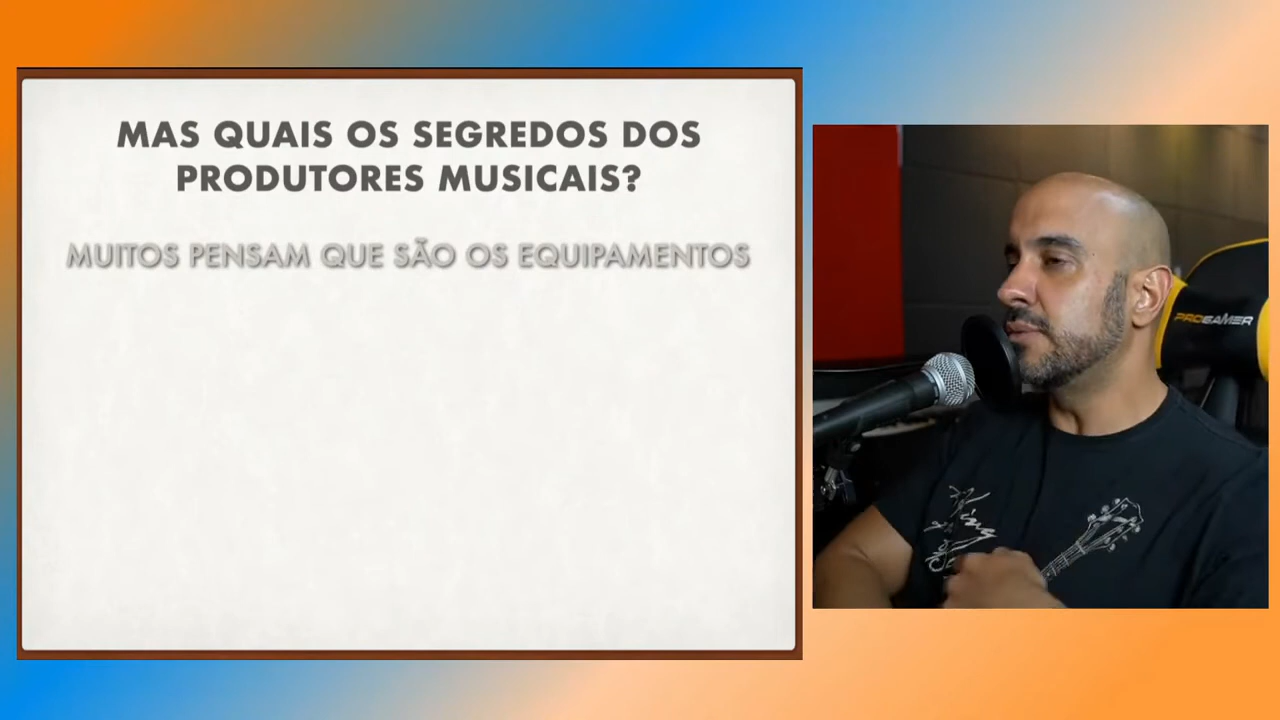 MAS QUAIS OS SEGREDOS DOS
PRODUTORES MUSICAIS?
MUITOS PENSAM QUE SÃO OS EQUIPAMENTOS
PROGAMER